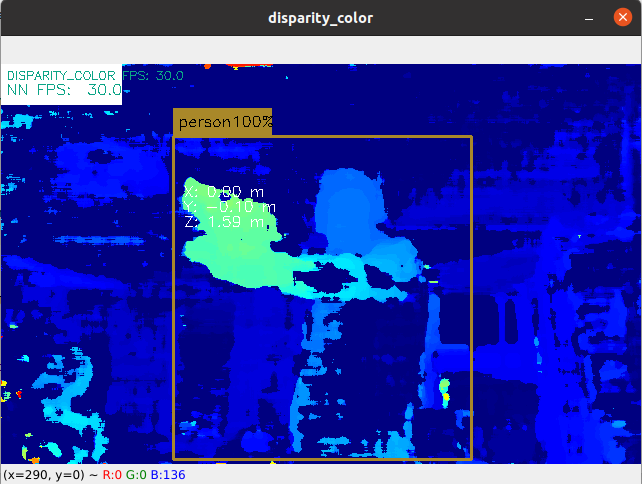 disparity_color
DISPARITY_COLOR FPS: 30.0
NN FPS: 30.0
person100%
X: 0.90 m
Y: -0.10 m
Z: 1.59 m
(x=290, y=0) ~ R:0 G:0 B:136